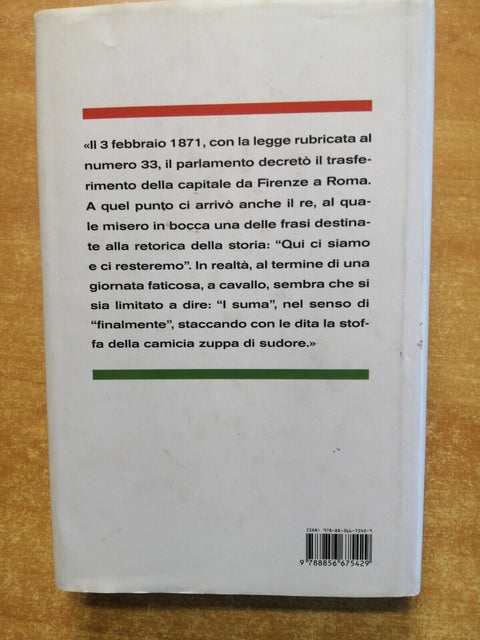 «Il 3 febbraio 1871, con la legge rubricata al
numero 33, il parlamento decretò il trasfe-
rimento della capitale da Firenze a Roma.
A quel punto ci arrivò anche il re, al qua-
le misero in bocca una delle frasi destina-
te alla retorica della storia: “Qui ci siamo
e ci resteremo”. In realtà, al termine di una
giornata faticosa, a cavallo, sembra che si
sia limitato a dire: “I suma”, nel senso di
“finalmente”, staccando con le dita la stof-
fa della camicia zuppa di sudore.»
9 788856 675429